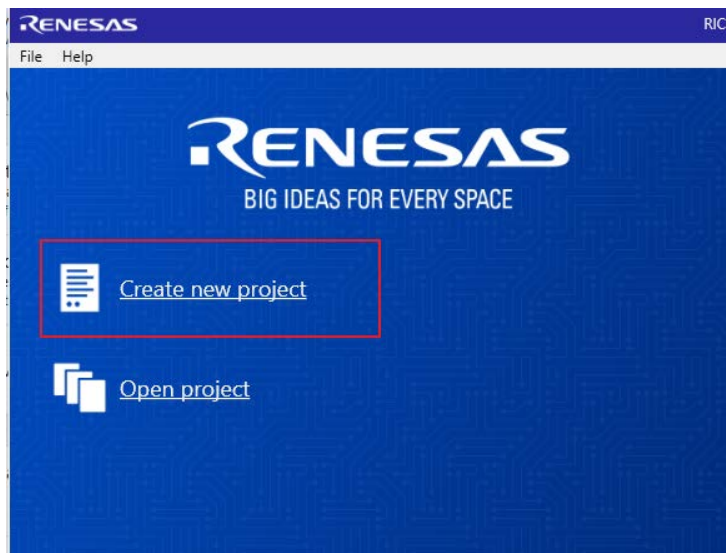 RENESAS
RIC
File Help
RENESAS
BIG IDEAS FOR EVERY SPACE
Create new project
Open project